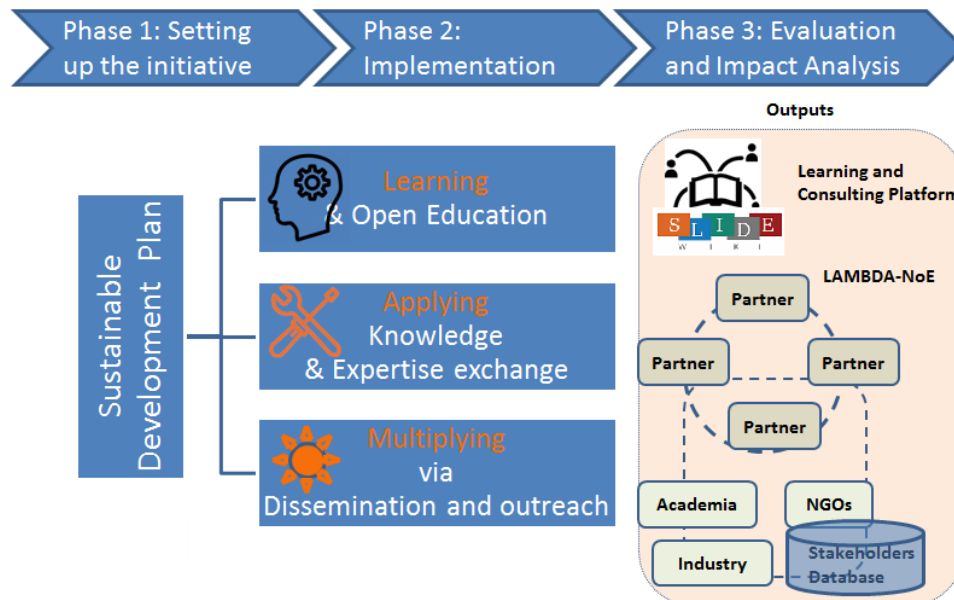 Phase 1: Setting
up the initiative
Phase 2:
Implementation
Phase 3: Evaluation
and Impact Analysis
Outputs
Sustainable
Development Plan
Learning
& Open Education
Applying
Knowledge
& Expertise exchange
Multiplying
via
Dissemination and outreach
Learning and
Consulting Platform
SLIDE
WIKI
LAMBDA-NoE
Partner
Partner
Partner
Partner
Academia
NGOs
Industry
Stakeholders
Database